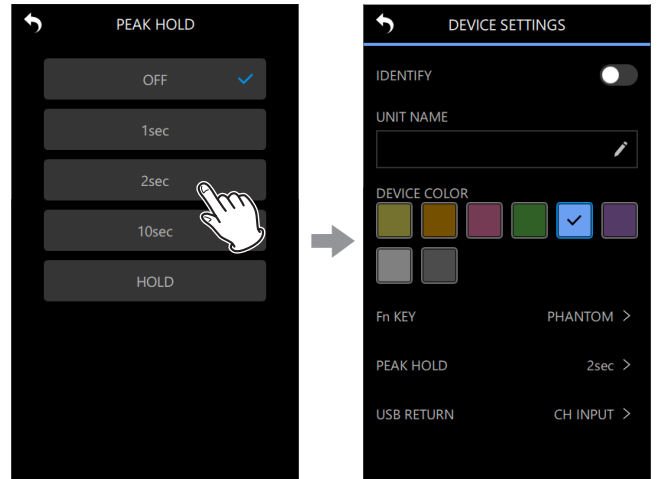 PEAK HOLD
OFF
1sec
2sec
10sec
HOLD
DEVICE SETTINGS
IDENTIFY
UNIT NAME
DEVICE COLOR
Fn KEY PHANTOM >
PEAK HOLD 2sec >
USB RETURN CH INPUT >